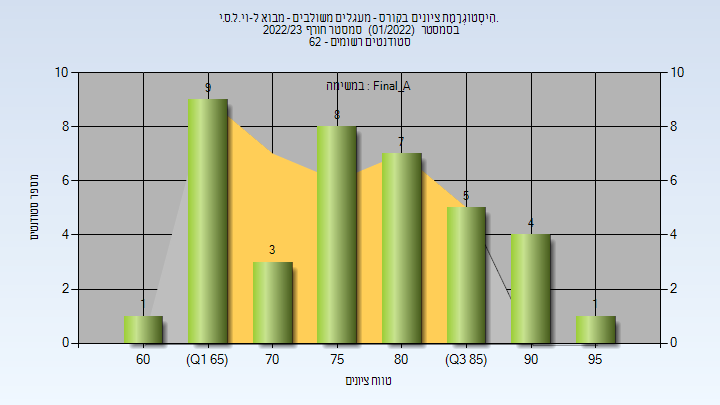 הִיסְטוֹגְרָמַת ציונים בקורס - מעגלים משולבים - מבוא ל-וי.ל.ס.י.
בסמסטר (01/2022) סמסטר חורף 2022/23
62 - סטודנטים רשומים
במשימה : Final_A
מספר סטודנטים
10 8 6 4 2 0
10 8 6 4 2 0
1 9 3 8 7 5 4 1
60 (Q1 65) 70 75 80 (Q3 85) 90 95
טווח ציונים